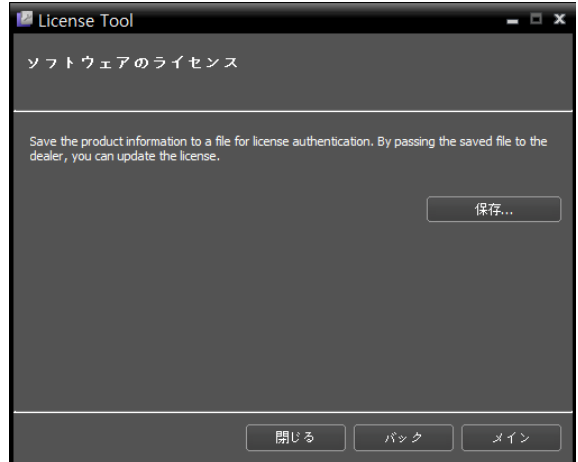 License Tool
ソフトウェアのライセンス
Save the product information to a file for license authentication. By passing the saved file to the
dealer, you can update the license.
保存...
閉じる バック メイン